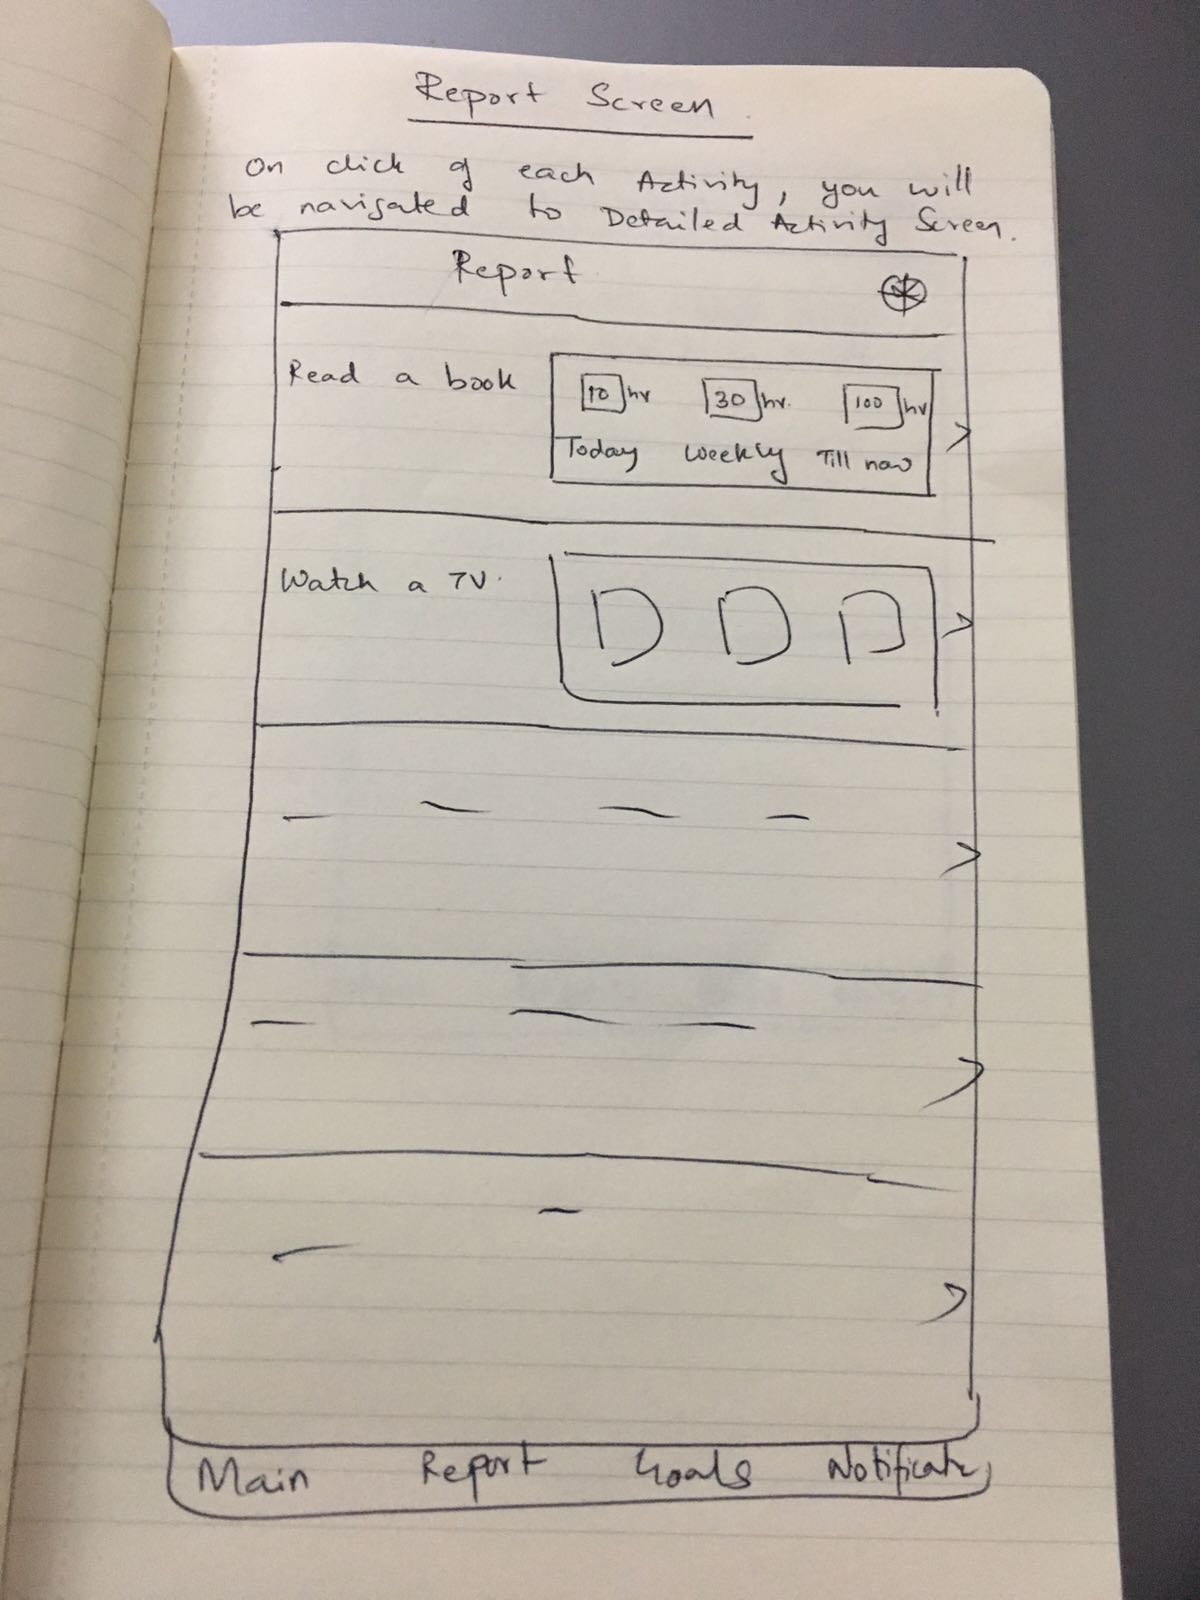 Report Screen
On click of each Activity, you will
be navigated to Detailed Activity Screen.
Report
Read a book
10 hr 30 hr. 100 hr
Today Weekly Till now
Watch a TV.
Main Report Goals Notificatn